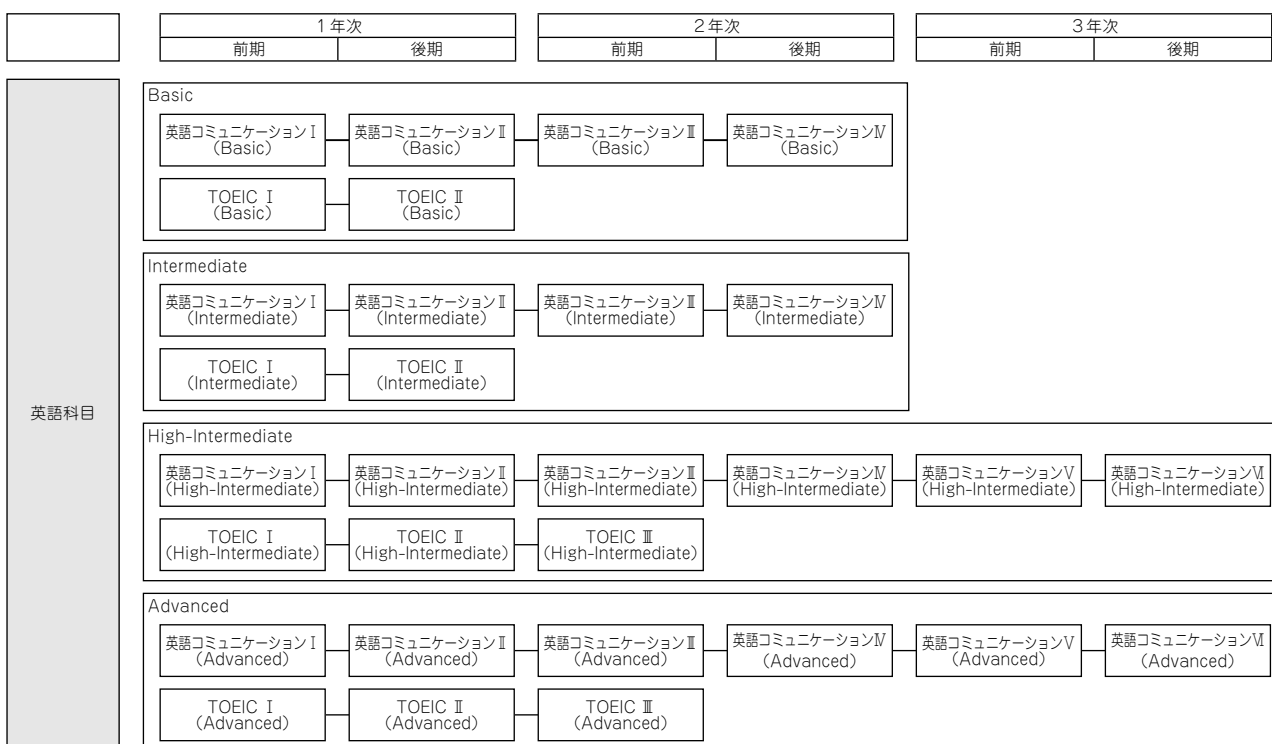 1年次
2年次
3年次
前期
後期
前期
後期
前期
後期
英語科目
Basic
英語コミュニケーションⅠ
(Basic)
英語コミュニケーションⅡ
(Basic)
英語コミュニケーションⅢ
(Basic)
英語コミュニケーションⅣ
(Basic)
TOEIC Ⅰ
(Basic)
TOEIC Ⅱ
(Basic)
Intermediate
英語コミュニケーションⅠ
(Intermediate)
英語コミュニケーションⅡ
(Intermediate)
英語コミュニケーションⅢ
(Intermediate)
英語コミュニケーションⅣ
(Intermediate)
TOEIC Ⅰ
(Intermediate)
TOEIC Ⅱ
(Intermediate)
High-Intermediate
英語コミュニケーションⅠ
(High-Intermediate)
英語コミュニケーションⅡ
(High-Intermediate)
英語コミュニケーションⅢ
(High-Intermediate)
英語コミュニケーションⅣ
(High-Intermediate)
英語コミュニケーションⅤ
(High-Intermediate)
英語コミュニケーションⅥ
(High-Intermediate)
TOEIC Ⅰ
(High-Intermediate)
TOEIC Ⅱ
(High-Intermediate)
TOEIC Ⅲ
(High-Intermediate)
Advanced
英語コミュニケーションⅠ
(Advanced)
英語コミュニケーションⅡ
(Advanced)
英語コミュニケーションⅢ
(Advanced)
英語コミュニケーションⅣ
(Advanced)
英語コミュニケーションⅤ
(Advanced)
英語コミュニケーションⅥ
(Advanced)
TOEIC Ⅰ
(Advanced)
TOEIC Ⅱ
(Advanced)
TOEIC Ⅲ
(Advanced)